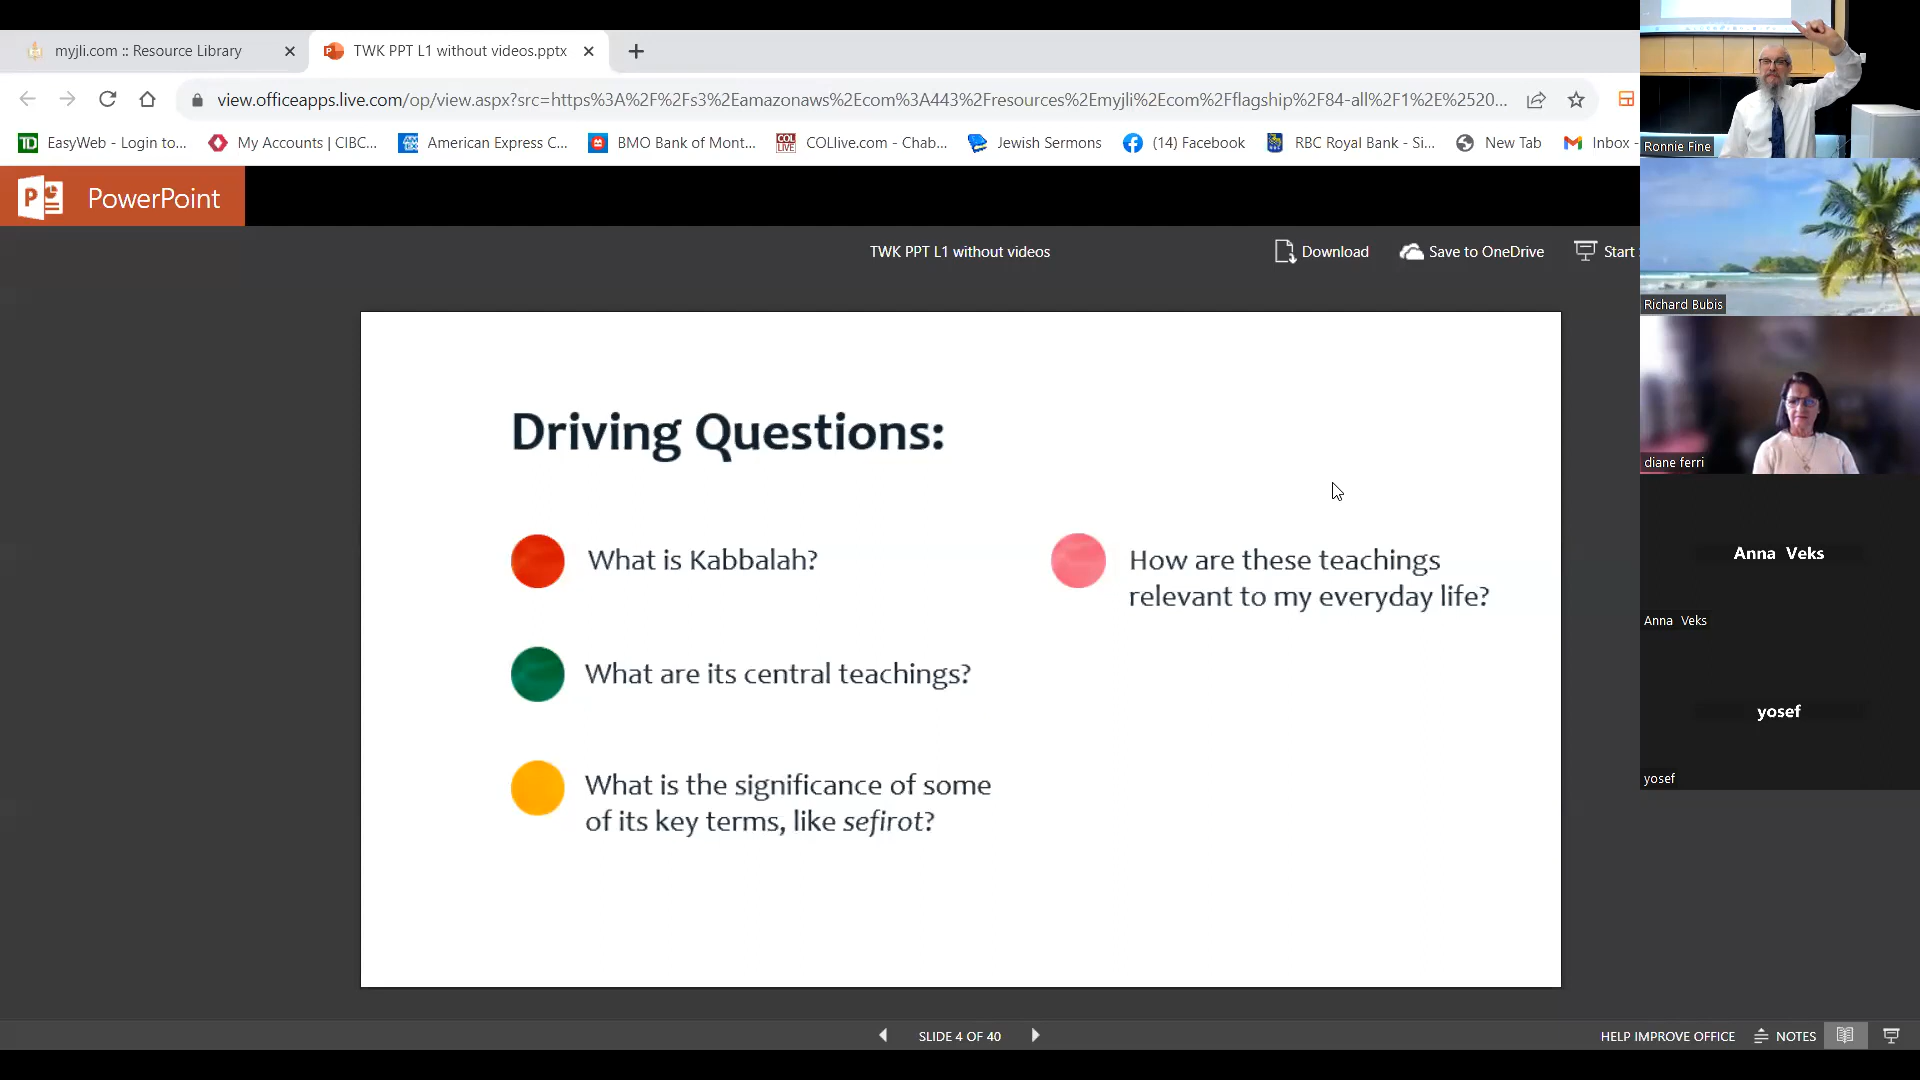 myjli.com :: Resource Library
TWK PPT L1 without videos.pptx
view.officeapps.live.com/op/view.aspx?src=https%3A%2F%2Fs3%2Eamazonaws%2Ecom%3A443%2Fresources%2Emyjli%2Ecom%2Fflagship%2F84-all%2F1%2E%2520...
TD EasyWeb - Login to...
My Accounts | CIBC...
AMEX American Express C...
BMO Bank of Mont...
COL LIVE COLlive.com - Chab...
Jewish Sermons
(14) Facebook
RBC Royal Bank - Si...
New Tab
Inbox -
P PowerPoint
TWK PPT L1 without videos
Download
Save to OneDrive
Start
Driving Questions:
What is Kabbalah?
What are its central teachings?
What is the significance of some
of its key terms, like sefirot?
How are these teachings
relevant to my everyday life?
SLIDE 4 OF 40
HELP IMPROVE OFFICE
NOTES
Ronnie Fine
Richard Bubis
diane ferri
Anna Veks
Anna Veks
yosef
yosef